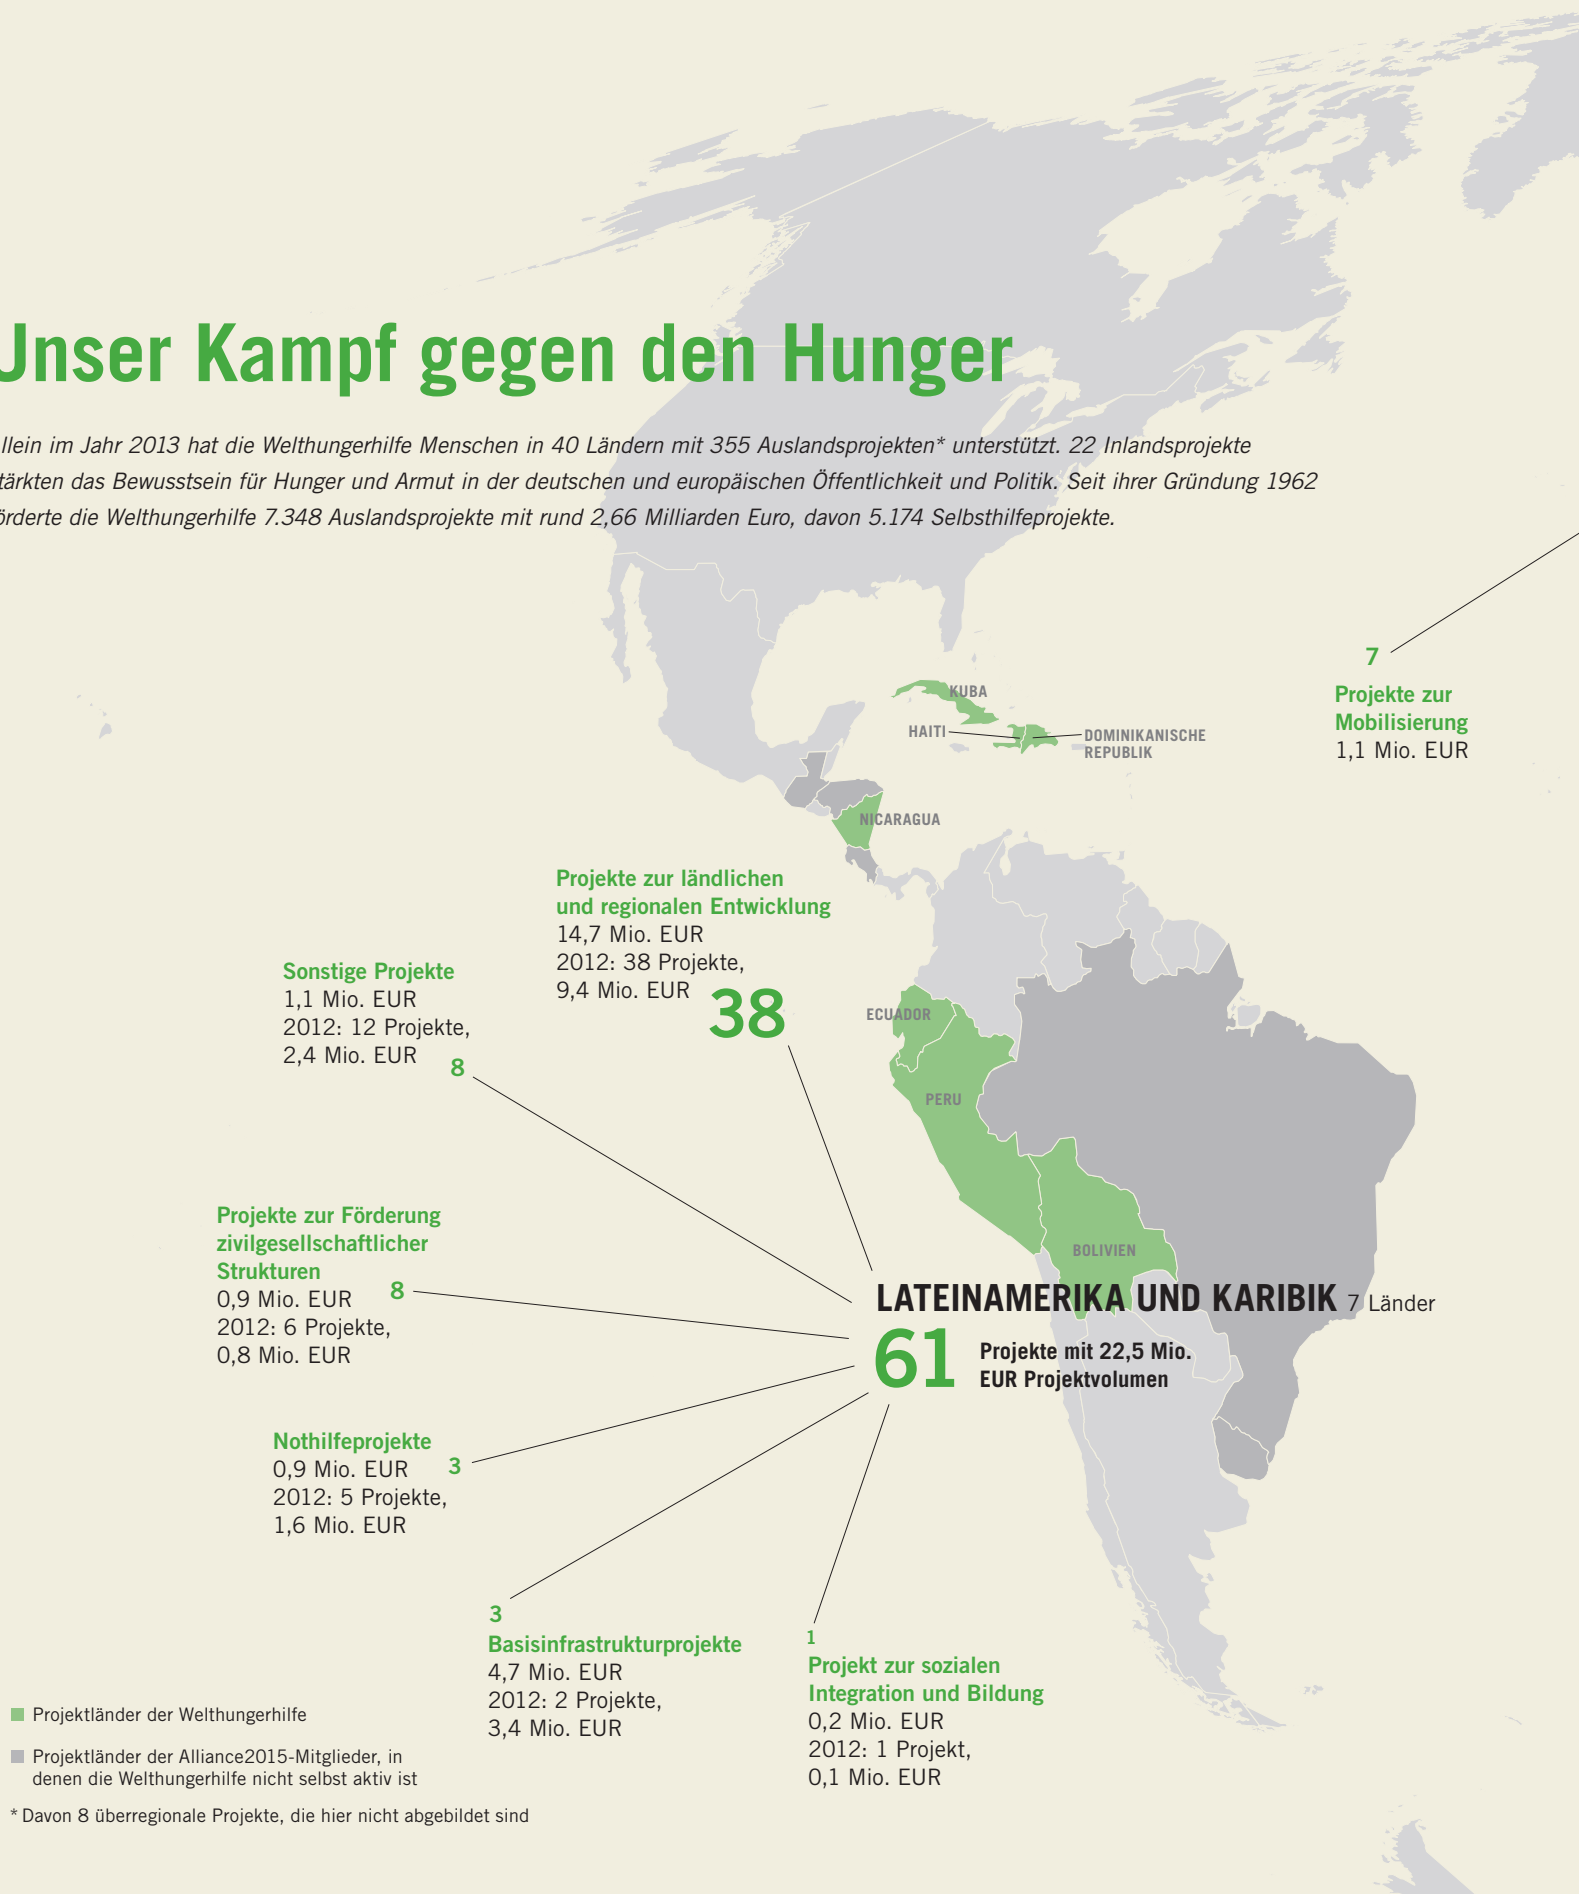 Unser Kampf gegen den Hunger
llein im Jahr 2013 hat die Welthungerhilfe Menschen in 40 Ländern mit 355 Auslandsprojekten* unterstützt. 22 Inlandsprojekte
tärkten das Bewusstsein für Hunger und Armut in der deutschen und europäischen Öffentlichkeit und Politik. Seit ihrer Gründung 1962
örderte die Welthungerhilfe 7.348 Auslandsprojekte mit rund 2,66 Milliarden Euro, davon 5.174 Selbsthilfeprojekte.
7
Projekte zur
Mobilisierung
1,1 Mio. EUR
KUBA
HAITI
DOMINIKANISCHE
REPUBLIK
NICARAGUA
Projekte zur ländlichen
und regionalen Entwicklung
14,7 Mio. EUR
2012: 38 Projekte,
9,4 Mio. EUR
38
Sonstige Projekte
1,1 Mio. EUR
2012: 12 Projekte,
2,4 Mio. EUR
8
ECUADOR
PERU
BOLIVIEN
Projekte zur Förderung
zivilgesellschaftlicher
Strukturen
0,9 Mio. EUR
2012: 6 Projekte,
0,8 Mio. EUR
8
LATEINAMERIKA UND KARIBIK 7 Länder
61
Projekte mit 22,5 Mio.
EUR Projektvolumen
Nothilfeprojekte
0,9 Mio. EUR
2012: 5 Projekte,
1,6 Mio. EUR
3
3
Basisinfrastrukturprojekte
4,7 Mio. EUR
2012: 2 Projekte,
3,4 Mio. EUR
1
Projekt zur sozialen
Integration und Bildung
0,2 Mio. EUR
2012: 1 Projekt,
0,1 Mio. EUR
Projektländer der Welthungerhilfe
Projektländer der Alliance2015-Mitglieder, in
denen die Welthungerhilfe nicht selbst aktiv ist
* Davon 8 überregionale Projekte, die hier nicht abgebildet sind